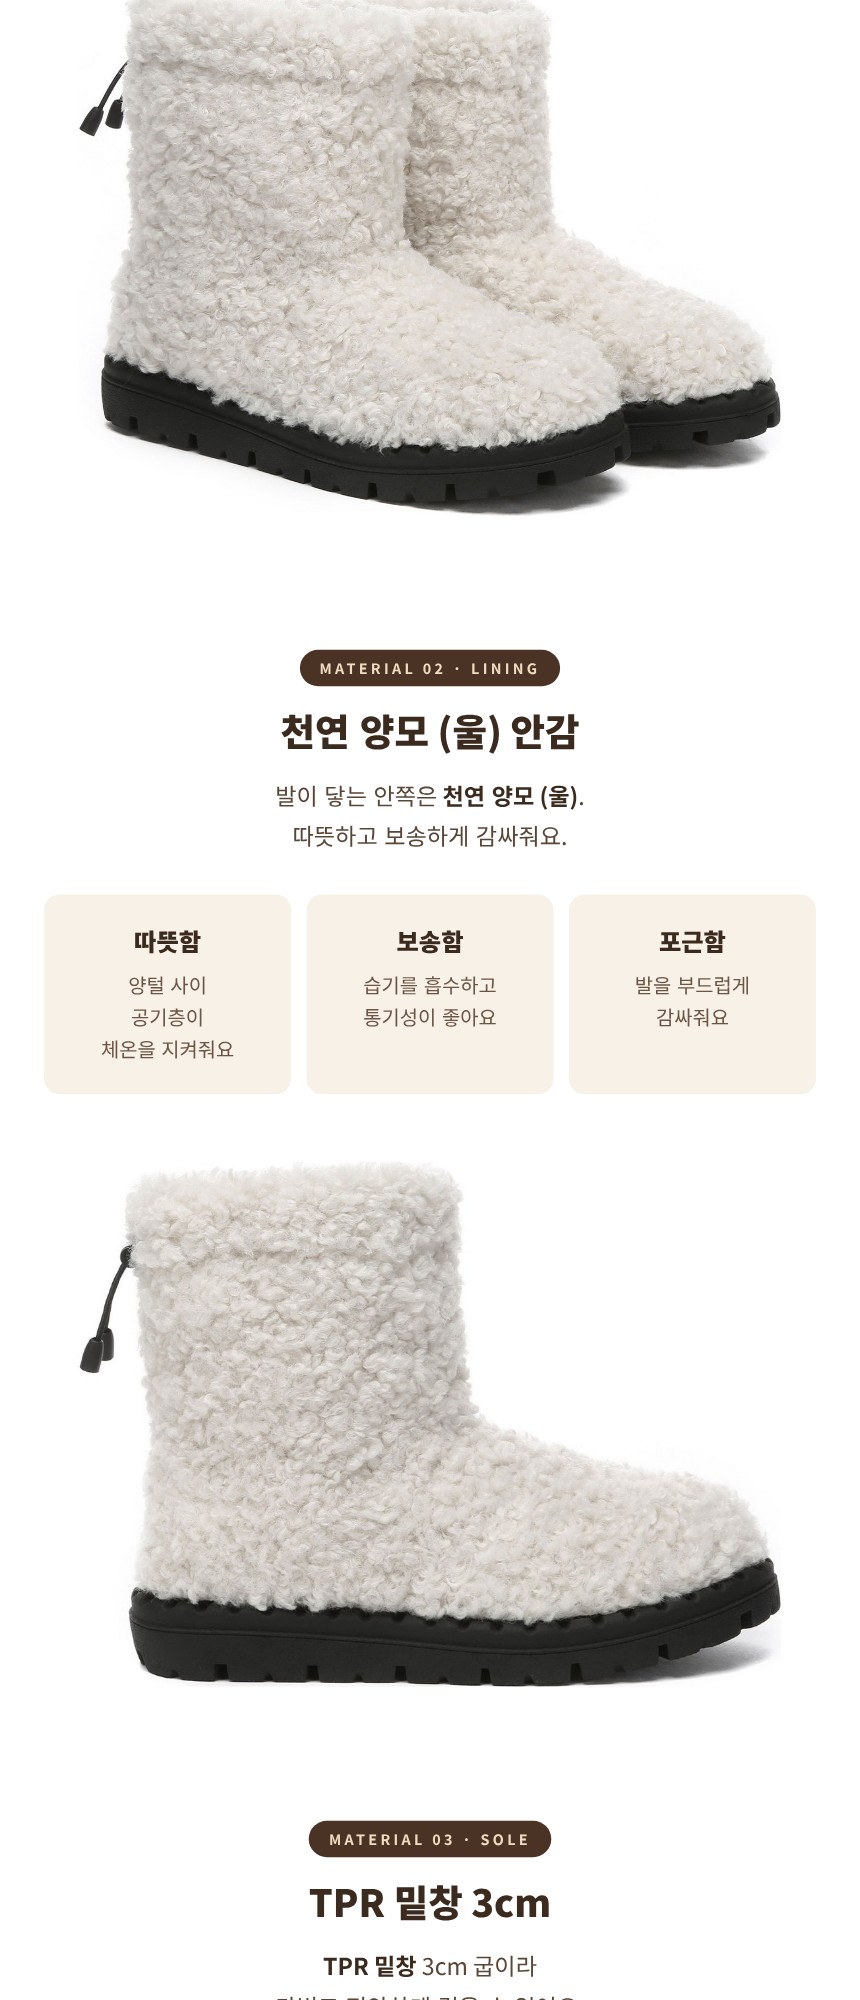 MATERIAL 02 · LINING
천연 양모 (울) 안감
발이 닿는 안쪽은 천연 양모 (울).
따뜻하고 보송하게 감싸줘요.
따뜻함
양털 사이
공기층이
체온을 지켜줘요
보송함
습기를 흡수하고
통기성이 좋아요
포근함
발을 부드럽게
감싸줘요
MATERIAL 03 · SOLE
TPR 밑창 3cm
TPR 밑창 3cm 굽이라